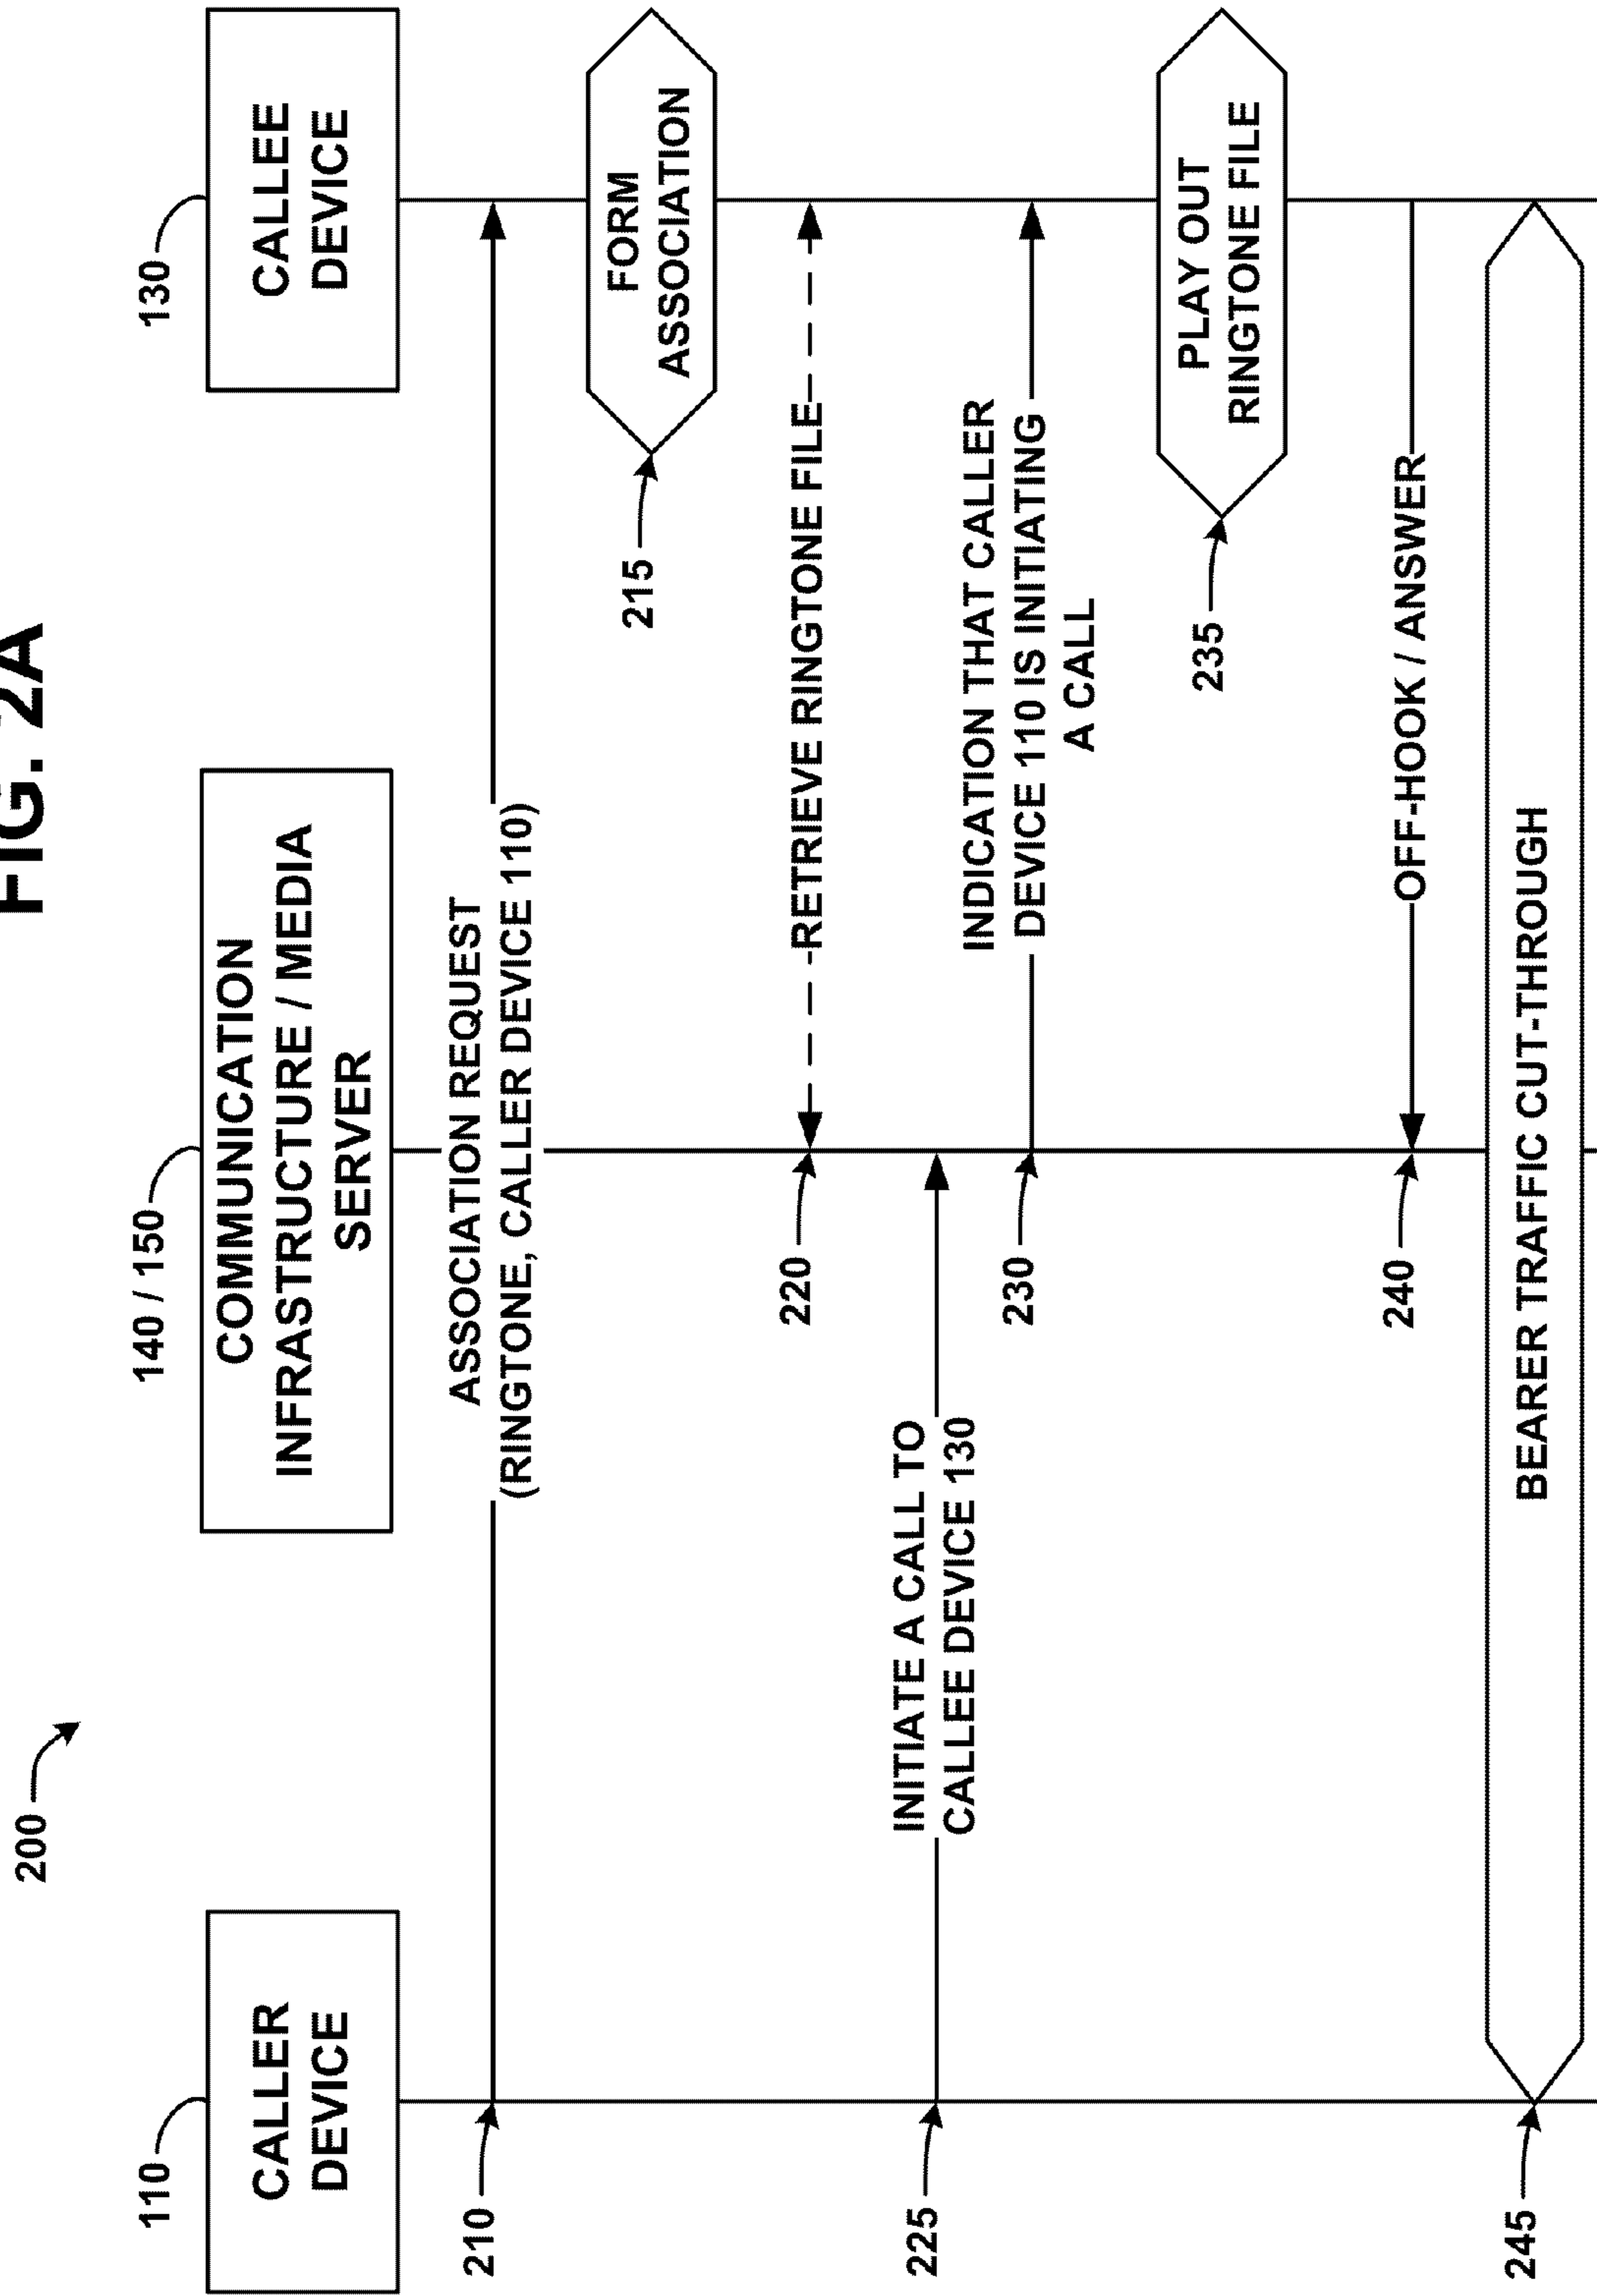 FIG. 2A
200
110
CALLER
DEVICE
140 / 150
COMMUNICATION
INFRASTRUCTURE / MEDIA
SERVER
130
CALLEE
DEVICE
210
ASSOCIATION REQUEST
(RINGTONE, CALLER DEVICE 110)
215
FORM
ASSOCIATION
220
RETRIEVE RINGTONE FILE
225
INITIATE A CALL TO
CALLEE DEVICE 130
230
INDICATION THAT CALLER
DEVICE 110 IS INITIATING
A CALL
235
PLAY OUT
RINGTONE FILE
240
OFF-HOOK / ANSWER
245
BEARER TRAFFIC CUT-THROUGH